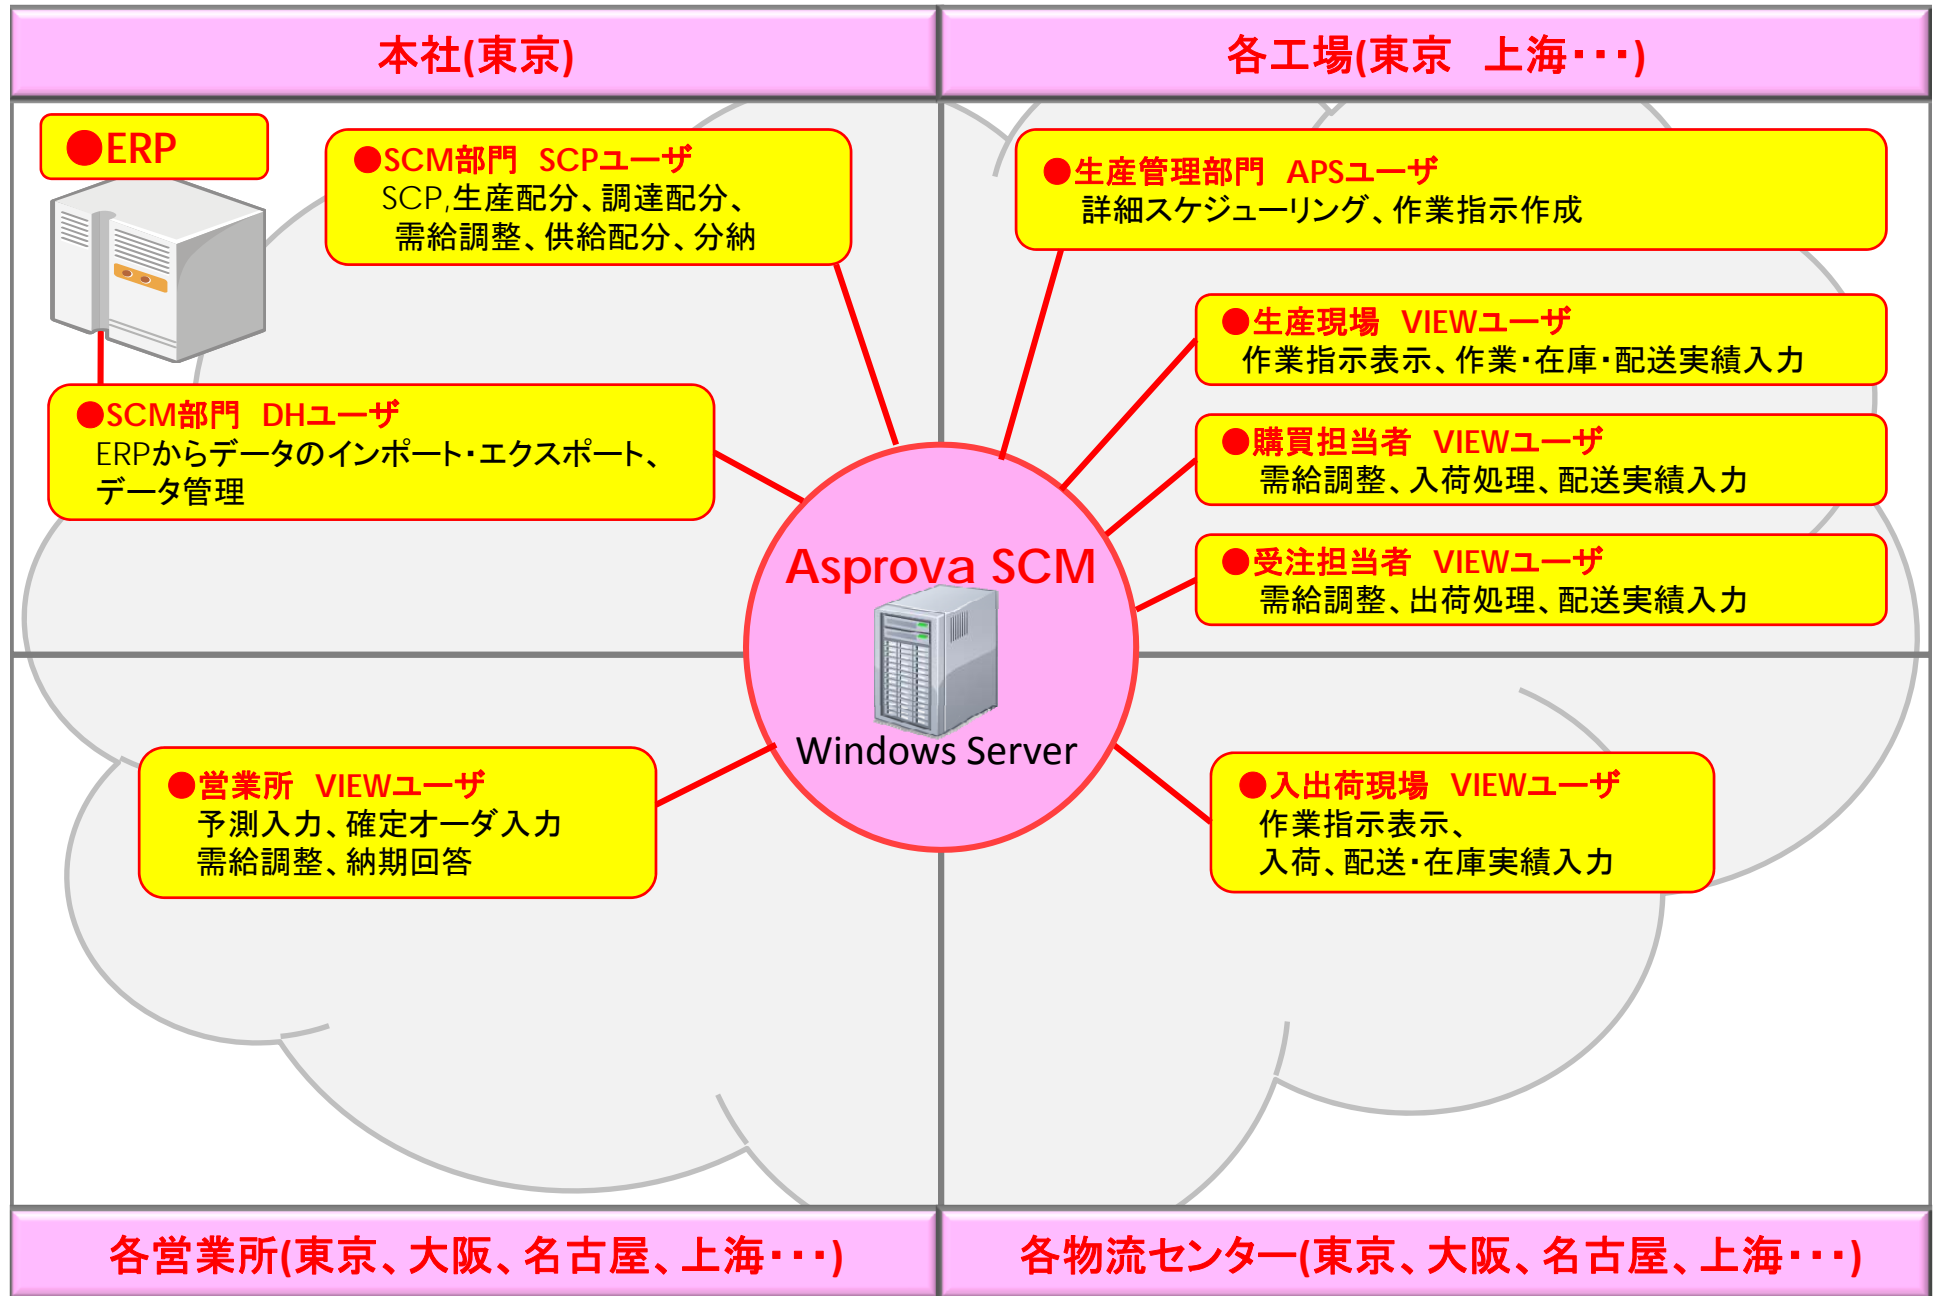 本社(東京)
各工場(東京　上海・・・)
●ERP
●SCM部門　SCPユーザ
SCP,生産配分、調達配分、
需給調整、供給配分、分納
●SCM部門　DHユーザ
ERPからデータのインポート・エクスポート、
データ管理
●生産管理部門　APSユーザ
詳細スケジューリング、作業指示作成
●生産現場　VIEWユーザ
作業指示表示、作業・在庫・配送実績入力
●購買担当者　VIEWユーザ
需給調整、入荷処理、配送実績入力
●受注担当者　VIEWユーザ
需給調整、出荷処理、配送実績入力
Asprova SCM
Windows Server
●営業所　VIEWユーザ
予測入力、確定オーダ入力
需給調整、納期回答
●入出荷現場　VIEWユーザ
作業指示表示、
入荷、配送・在庫実績入力
各営業所(東京、大阪、名古屋、上海・・・)
各物流センター(東京、大阪、名古屋、上海・・・)